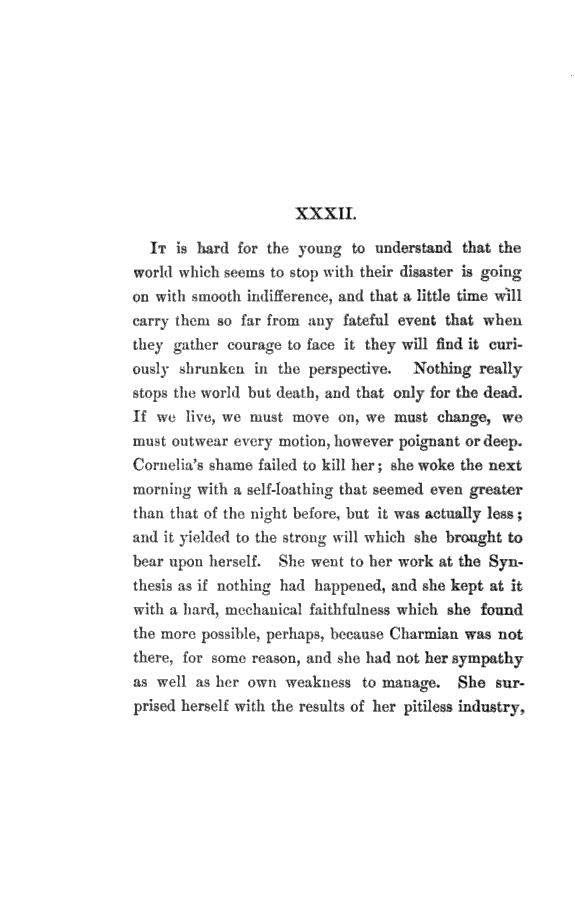 XXXII.
It is hard for the young to understand that the
world which seems to stop with their disaster is going
on with smooth indifference, and that a little time will
carry them so far from any fateful event that when
they gather courage to face it they will find it curi-
ously shrunken in the perspective. Nothing really
stops the world but death, and that only for the dead.
If we live, we must move on, we must change, we
must outwear every motion, however poignant or deep.
Cornelia's shame failed to kill her; she woke the next
morning with a self-loathing that seemed even greater
than that of the night before, but it was actually less;
and it yielded to the strong will which she brought to
bear upon herself. She went to her work at the Syn-
thesis as if nothing had happened, and she kept at it
with a hard, mechanical faithfulness which she found
the more possible, perhaps, because Charmian was not
there, for some reason, and she had not her sympathy
as well as her own weakness to manage. She sur-
prised herself with the results of her pitiless industry,